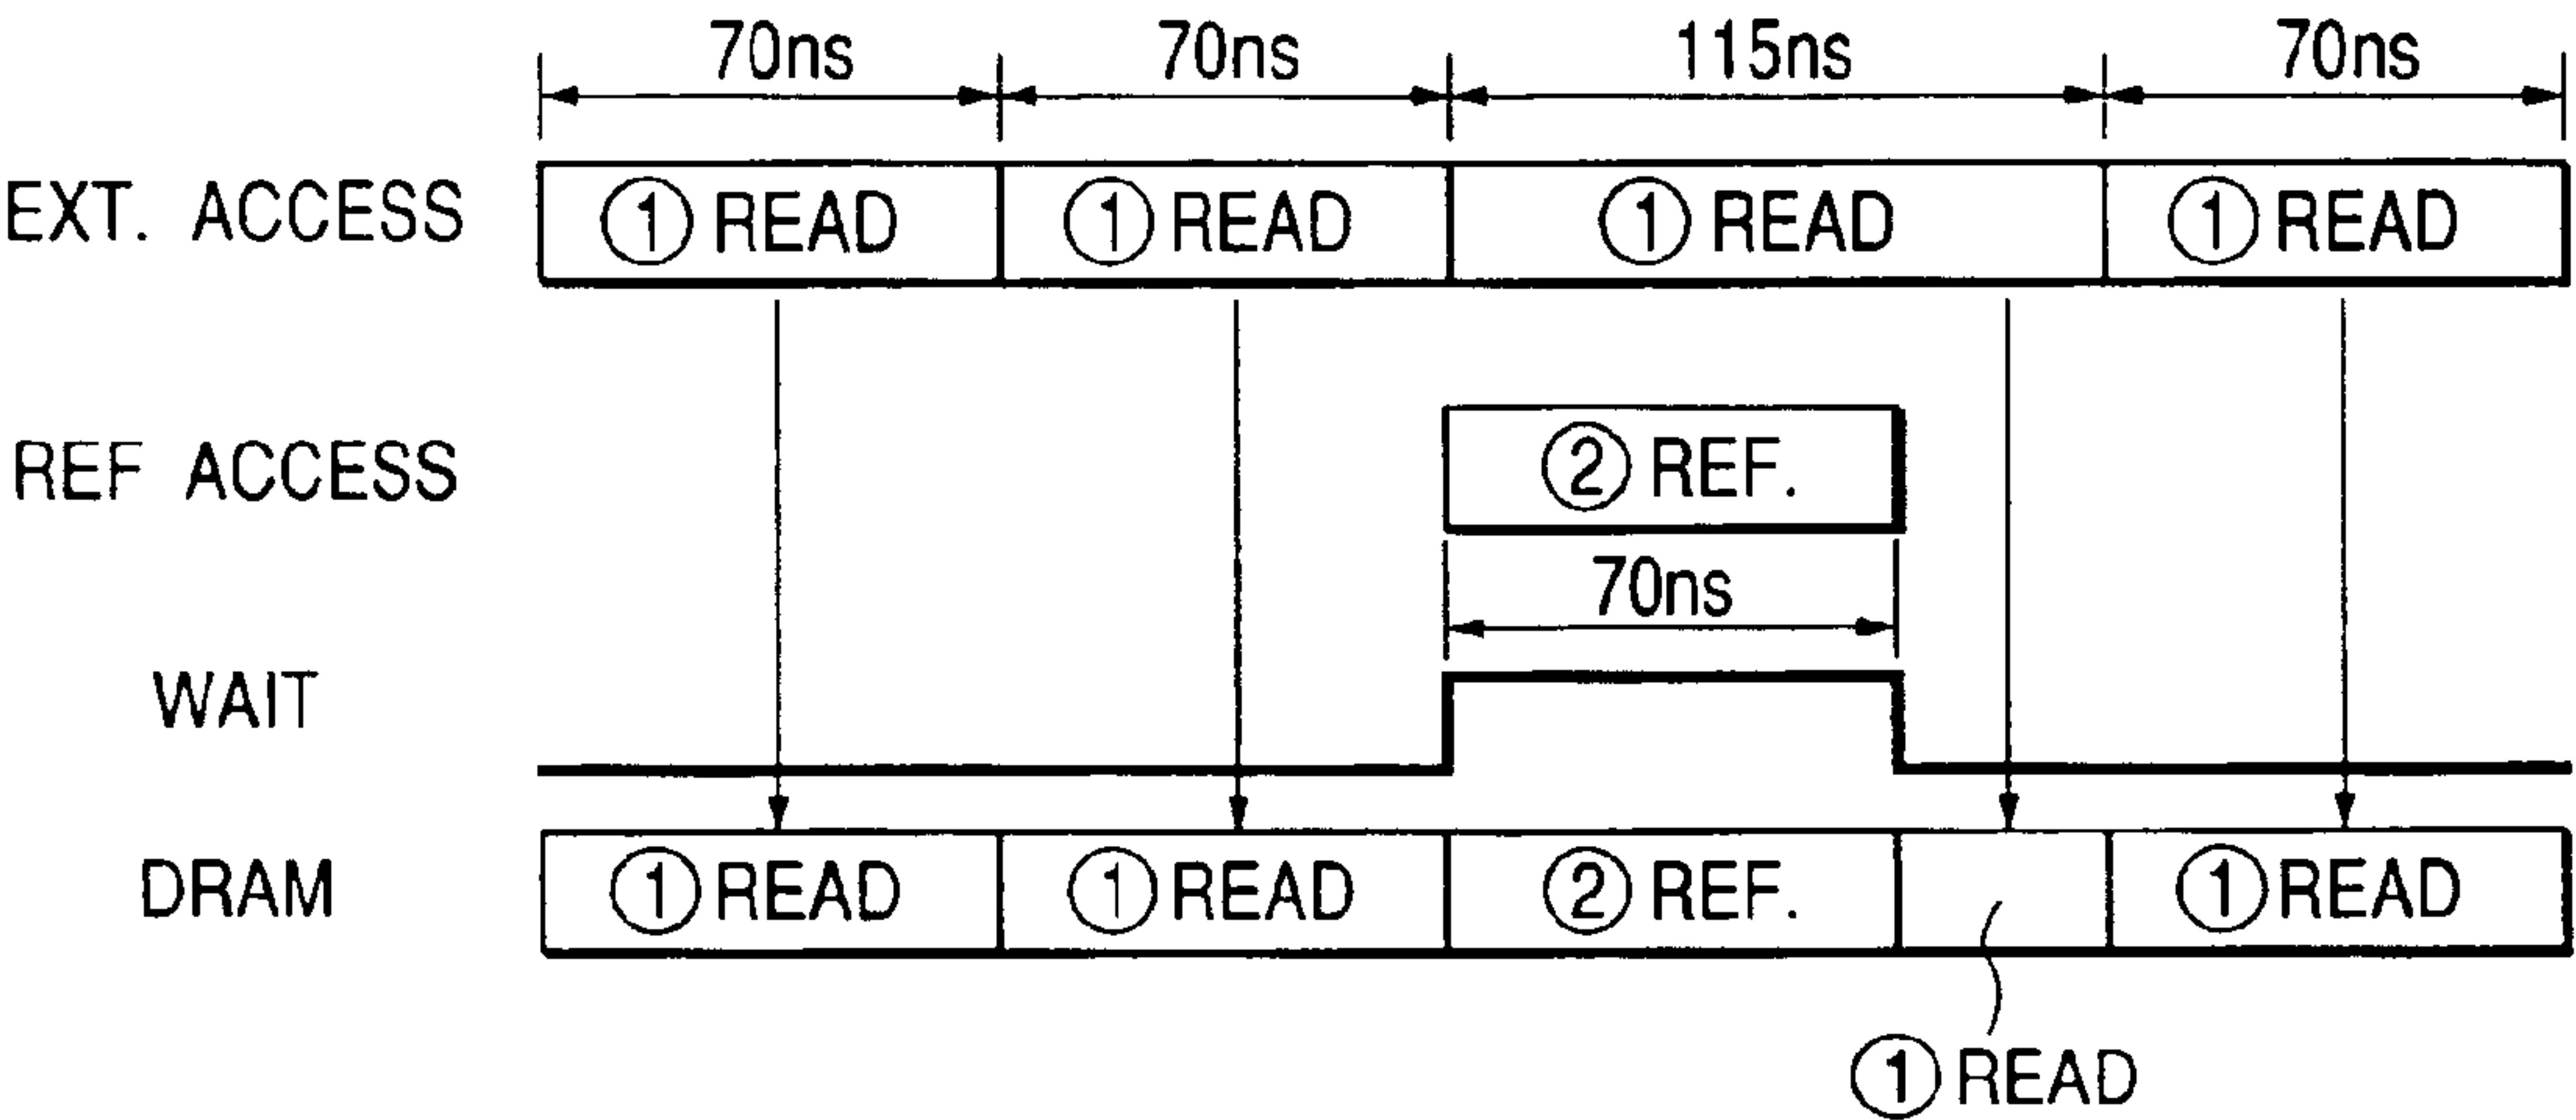 70ns 70ns 115ns 70ns
EXT. ACCESS ① READ ① READ ① READ ① READ
REF ACCESS ② REF.
70ns
WAIT
DRAM ① READ ① READ ② REF. ① READ
① READ